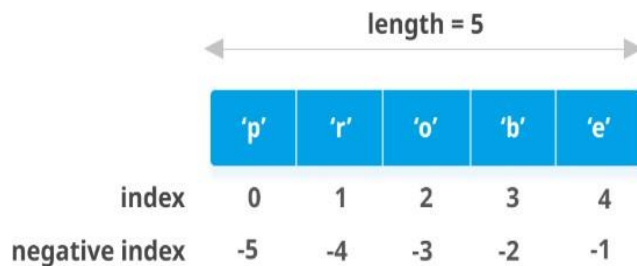 length = 5
‘p’ ‘r’ ‘o’ ‘b’ ‘e’
index 0 1 2 3 4
negative index -5 -4 -3 -2 -1